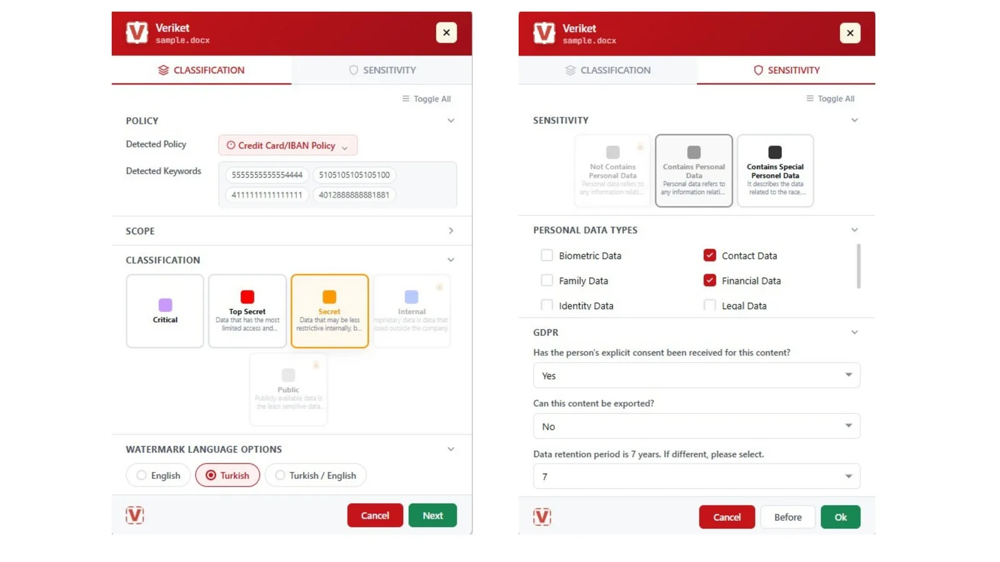 Veriket
sample.docx
CLASSIFICATION
SENSITIVITY
Toggle All
POLICY
Detected Policy
Credit Card/IBAN Policy
Detected Keywords
5555555555554444
5105105105105100
4111111111111111
4012888888881881
SCOPE
CLASSIFICATION
Critical
Top Secret
Data that has the most
limited access and...
Secret
Data that may be less
restrictive internally, b...
Internal
roprietary data is data that
osed outside the company
Public
Publicly available data is
the least sensitive data.
WATERMARK LANGUAGE OPTIONS
English
Turkish
Turkish / English
Cancel
Next
Veriket
sample.docx
CLASSIFICATION
SENSITIVITY
Toggle All
SENSITIVITY
Not Contains
Personal Data
Personal data refers to
any information relati...
Contains Personal
Data
Personal data refers to
any information relati...
Contains Special
Personel Data
It describes the data
related to the race,...
PERSONAL DATA TYPES
Biometric Data
Contact Data
Family Data
Financial Data
Identity Data
Legal Data
GDPR
Has the person's explicit consent been received for this content?
Yes
Can this content be exported?
No
Data retention period is 7 years. If different, please select.
7
Cancel
Before
Ok